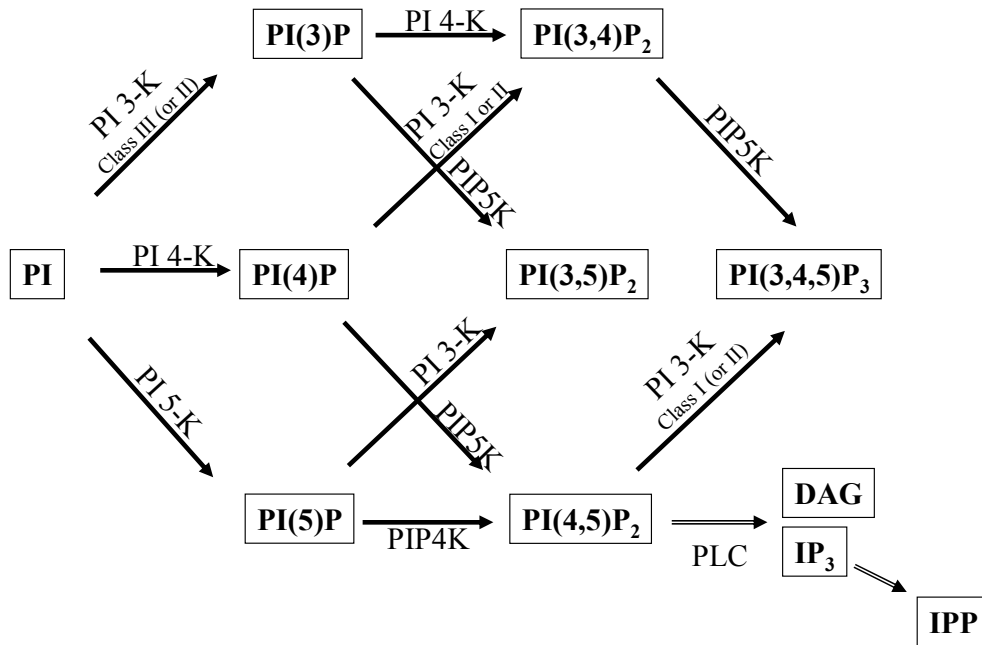 PI(3)P
PI 4-K
PI(3,4)P₂
PI 3-K
Class III (or II)
PI 3-K
Class I or II
PIP5K
PIP5K
PI
PI 4-K
PI(4)P
PI(3,5)P₂
PI(3,4,5)P₃
PI 5-K
PI 3-K
PIP5K
PI 3-K
Class I (or II)
PI(5)P
PIP4K
PI(4,5)P₂
PLC
DAG
IP₃
IPP